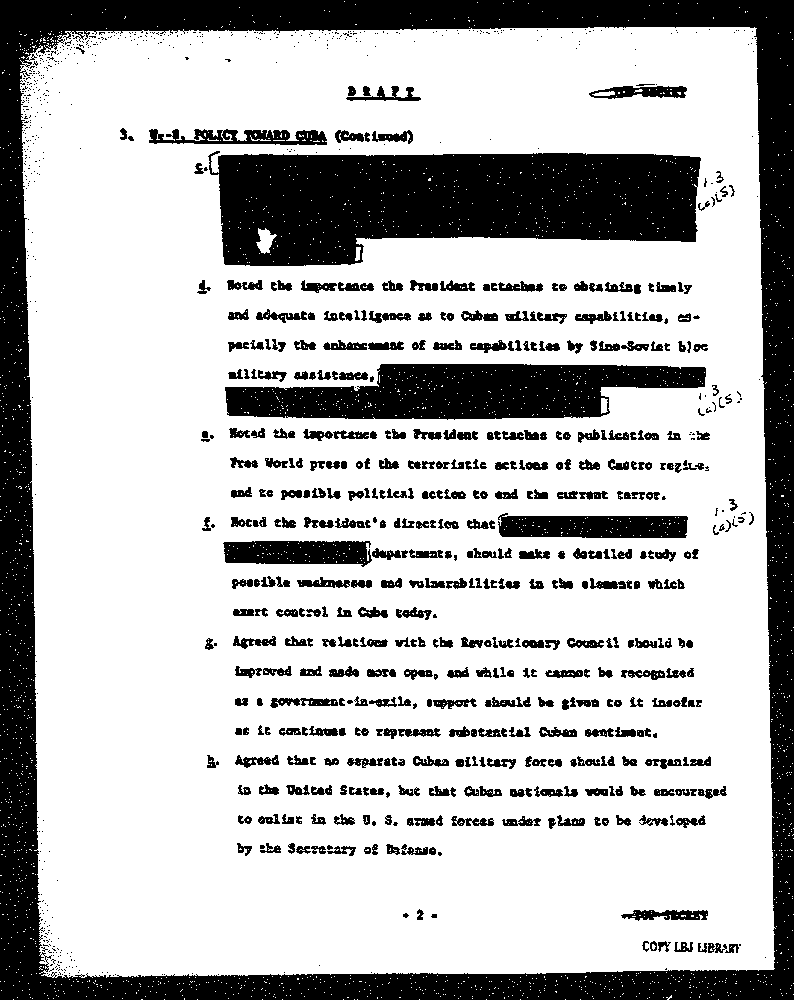 DRAFT
TOP SECRET
3. U.-S. POLICY TOWARD CUBA (Continued)
c.
1.3
(a)(5)
d. Noted the importance the President attaches to obtaining timely
and adequate intelligence as to Cuban military capabilities, es-
pecially the enhancement of such capabilities by Sino-Soviet bloc
military assistance,
1.3
(a)(5)
e. Noted the importance the President attaches to publication in the
Free World press of the terroristic actions of the Castro regime,
and to possible political action to end the current terror.
f. Noted the President's direction that
1.3
(a)(5)
departments, should make a detailed study of
possible weaknesses and vulnerabilities in the elements which
exert control in Cuba today.
g. Agreed that relations with the Revolutionary Council should be
improved and made more open, and while it cannot be recognized
as a government-in-exile, support should be given to it insofar
as it continues to represent substantial Cuban sentiment.
h. Agreed that no separate Cuban military force should be organized
in the United States, but that Cuban nationals would be encouraged
to enlist in the U. S. armed forces under plans to be developed
by the Secretary of Defense.
- 2 -
TOP SECRET
COPY LBJ LIBRARY